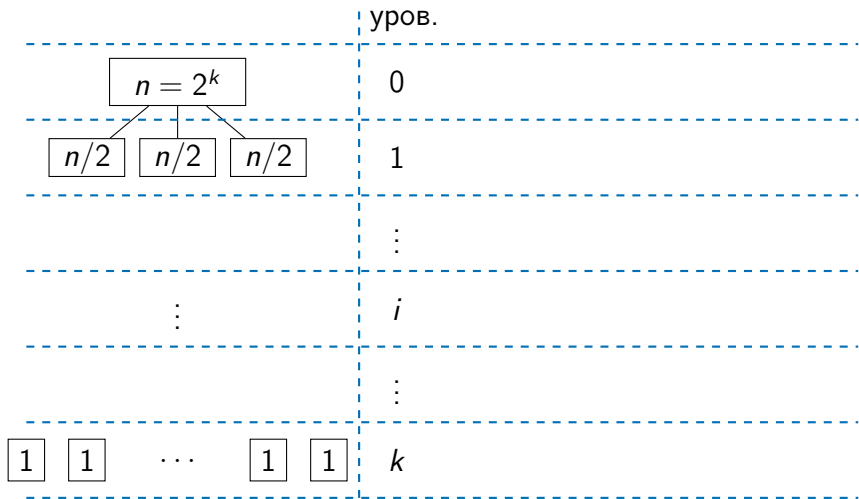 уров.
n = 2^k 0
n/2 n/2 n/2 1
⋮
⋮ i
⋮
1 1 ⋯ 1 1 k